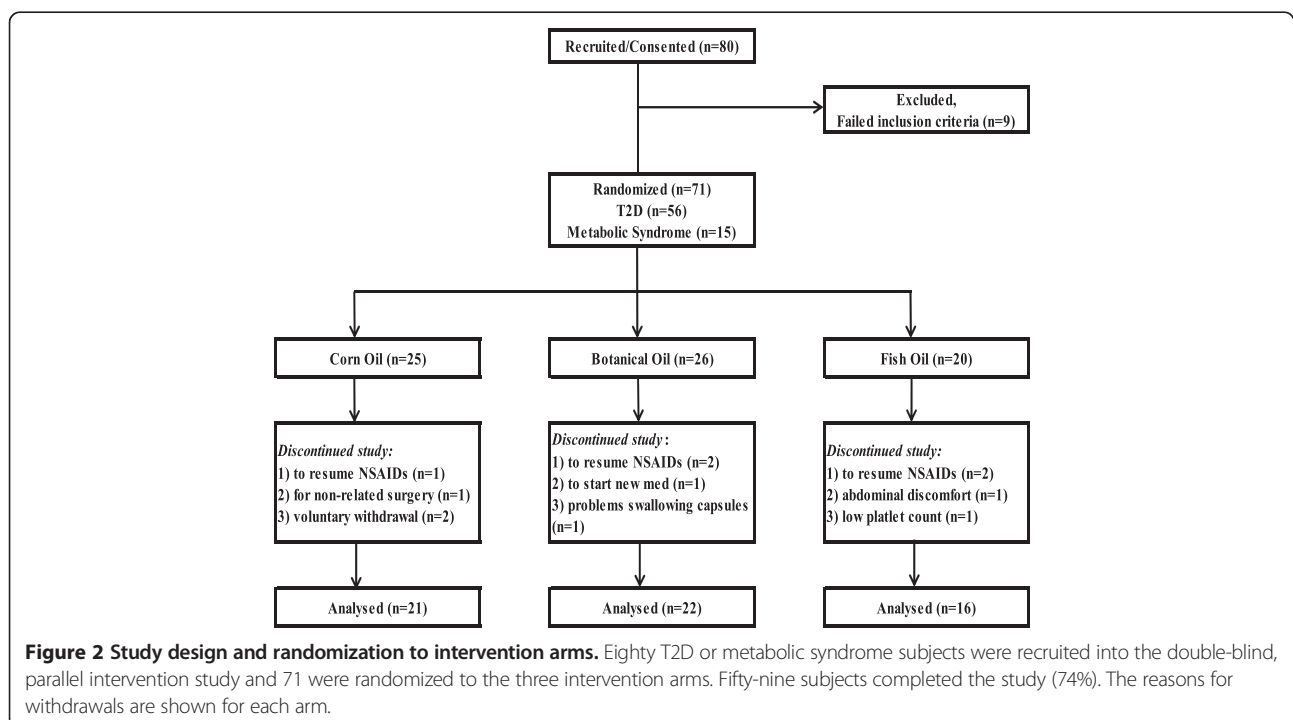 Recruited/Consented (n=80)
Excluded,
Failed inclusion criteria (n=9)
Randomized (n=71)
T2D (n=56)
Metabolic Syndrome (n=15)
Corn Oil (n=25)
Botanical Oil (n=26)
Fish Oil (n=20)
Discontinued study:
1) to resume NSAIDs (n=1)
2) for non-related surgery (n=1)
3) voluntary withdrawal (n=2)
Discontinued study :
1) to resume NSAIDs (n=2)
2) to start new med (n=1)
3) problems swallowing capsules
(n=1)
Discontinued study:
1) to resume NSAIDs (n=2)
2) abdominal discomfort (n=1)
3) low platlet count (n=1)
Analysed (n=21)
Analysed (n=22)
Analysed (n=16)
Figure 2 Study design and randomization to intervention arms. Eighty T2D or metabolic syndrome subjects were recruited into the double-blind,
parallel intervention study and 71 were randomized to the three intervention arms. Fifty-nine subjects completed the study (74%). The reasons for
withdrawals are shown for each arm.